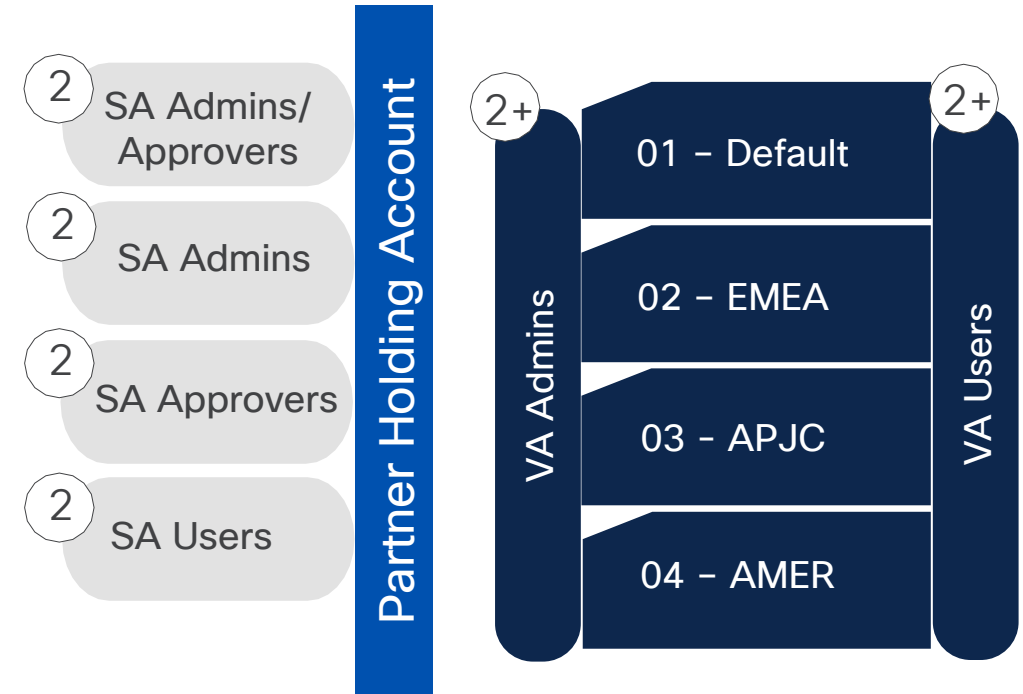 2
SA Admins/
Approvers
2
SA Admins
2
SA Approvers
2
SA Users
Partner Holding Account
2+
VA Admins
01 – Default
02 – EMEA
03 - APJC
04 – AMER
2+
VA Users